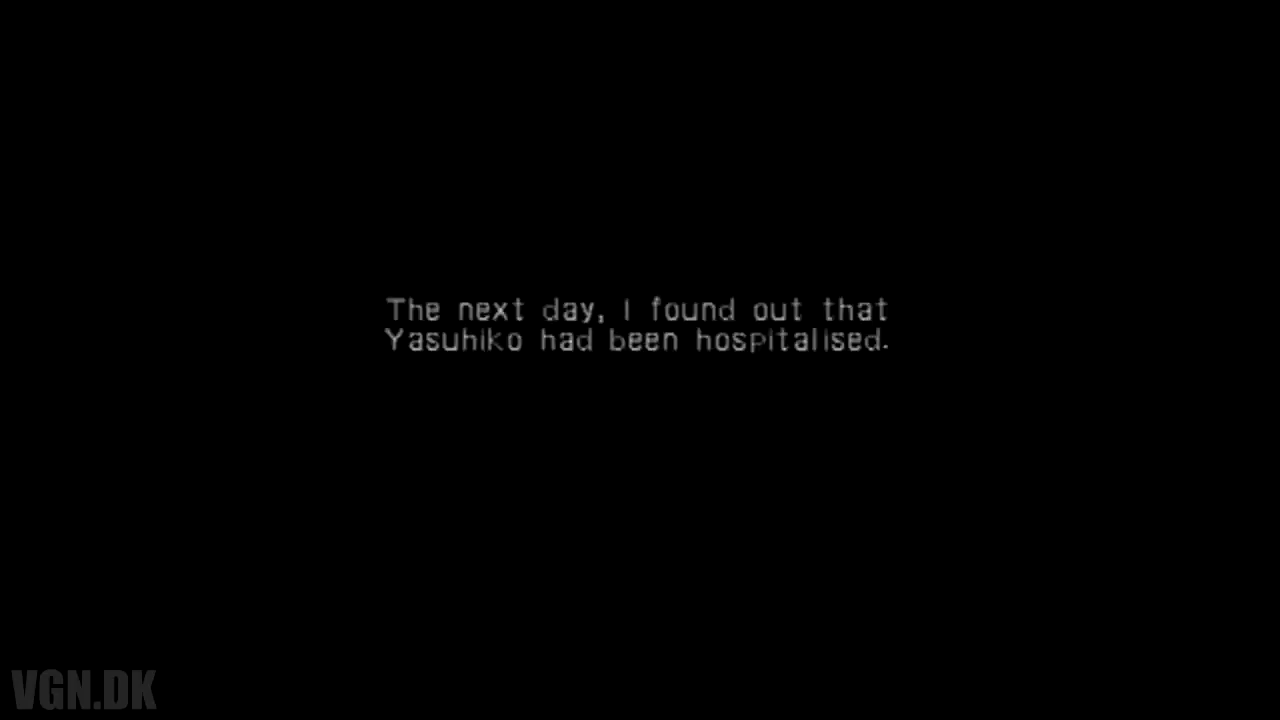 The next day, I found out that
Yasuhiko had been hospitalised.
VGN.DK